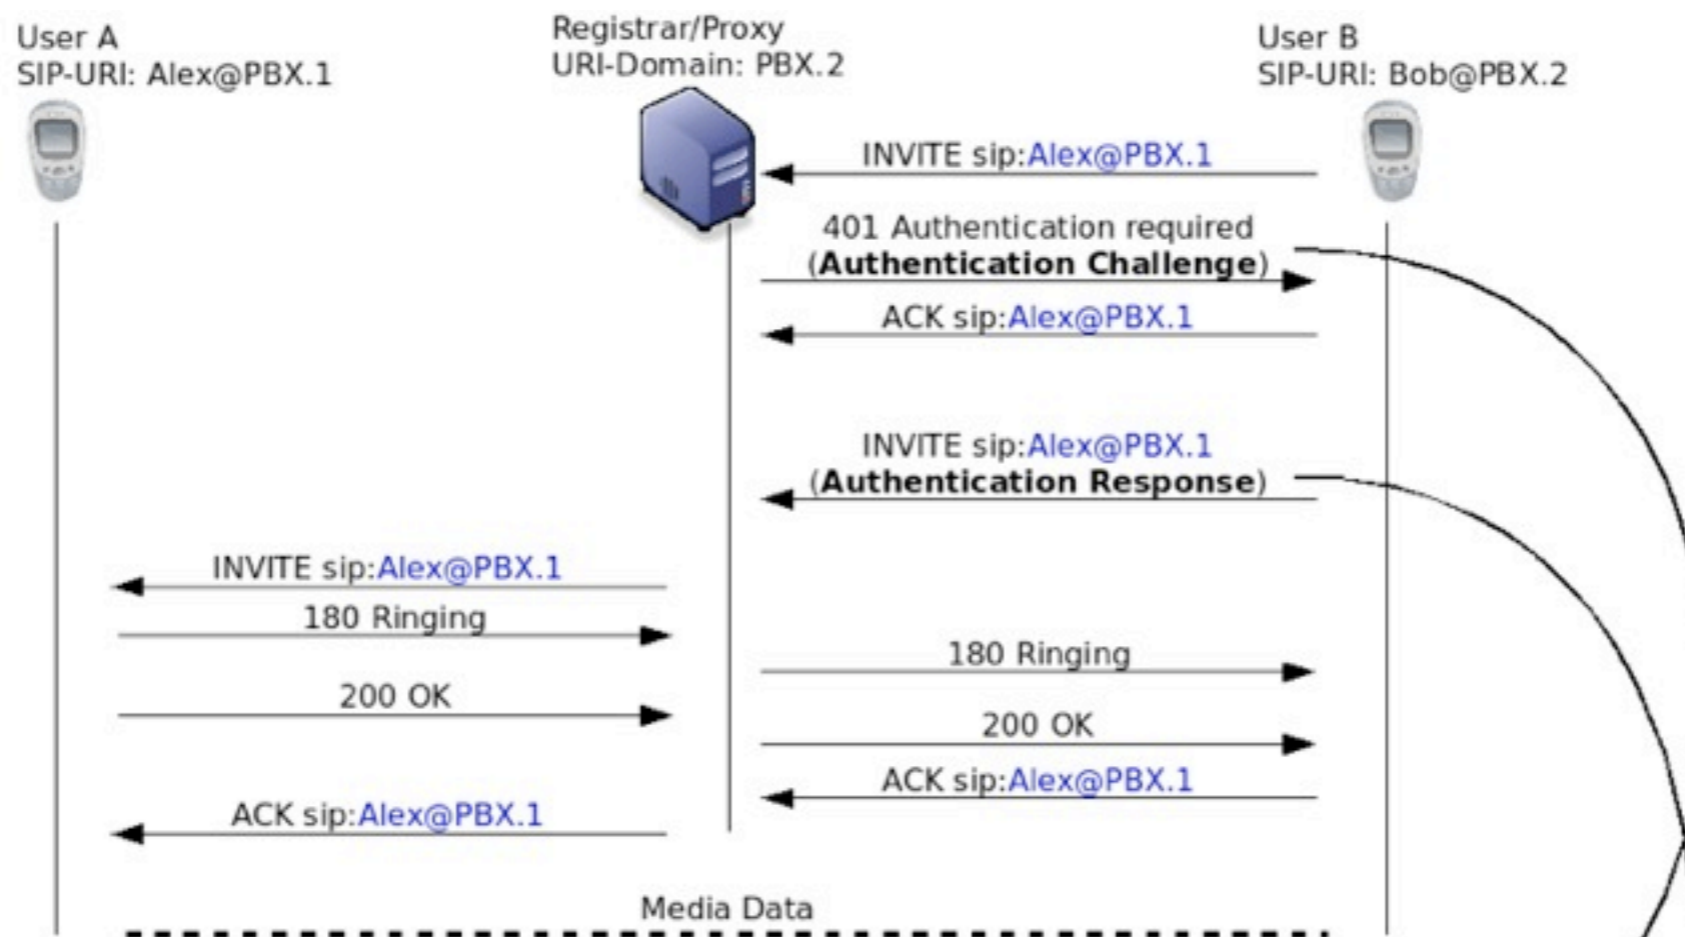 User A
SIP-URI: Alex@PBX.1
Registrar/Proxy
URI-Domain: PBX.2
User B
SIP-URI: Bob@PBX.2
INVITE sip:Alex@PBX.1
401 Authentication required
(Authentication Challenge)
ACK sip:Alex@PBX.1
INVITE sip:Alex@PBX.1
(Authentication Response)
INVITE sip:Alex@PBX.1
180 Ringing
180 Ringing
200 OK
200 OK
ACK sip:Alex@PBX.1
ACK sip:Alex@PBX.1
Media Data